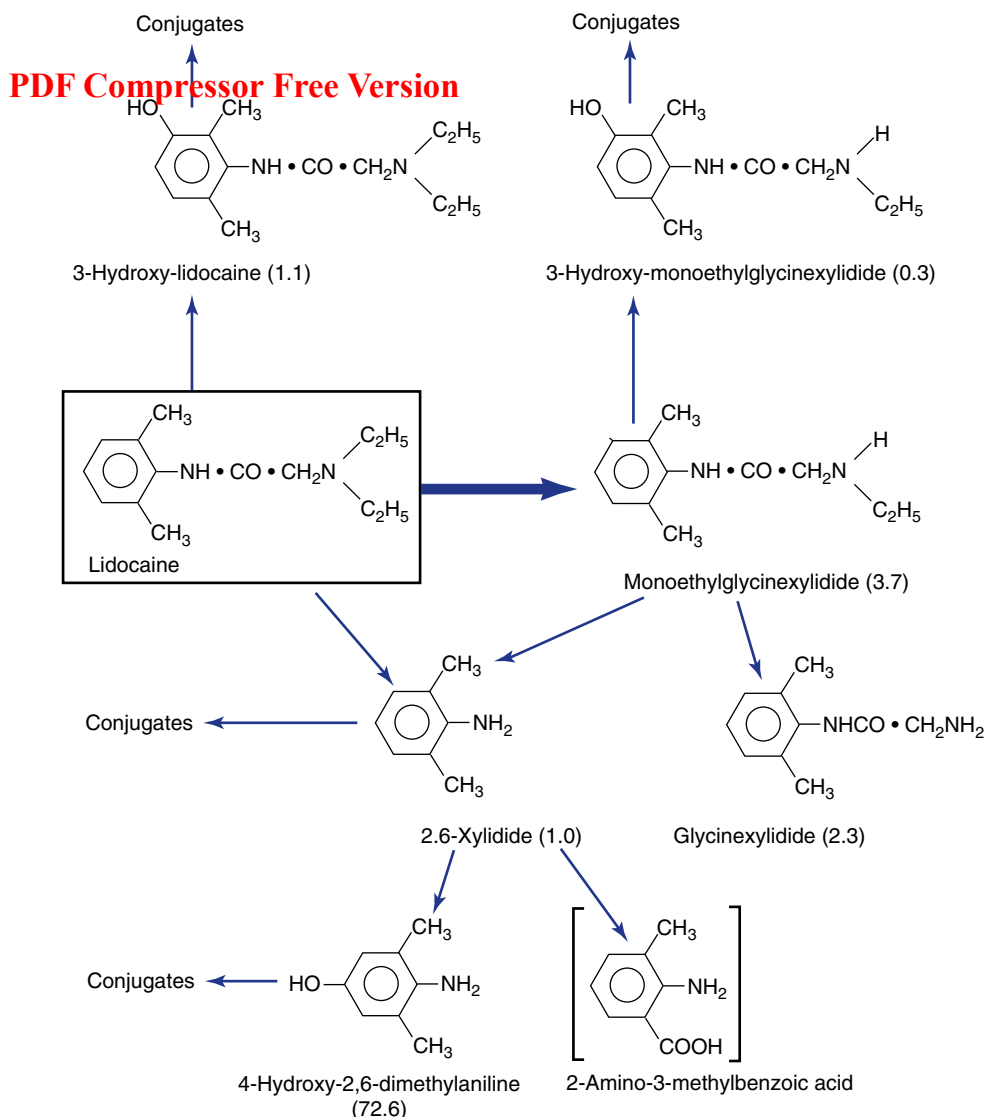 Conjugates
Conjugates
PDF Compressor Free Version
HO
CH₃
NH • CO • CH₂N
C₂H₅
C₂H₅
CH₃
3-Hydroxy-lidocaine (1.1)
HO
CH₃
NH • CO • CH₂N
H
C₂H₅
CH₃
3-Hydroxy-monoethylglycinexylidide (0.3)
CH₃
NH • CO • CH₂N
C₂H₅
C₂H₅
CH₃
Lidocaine
CH₃
NH • CO • CH₂N
H
C₂H₅
CH₃
Monoethylglycinexylidide (3.7)
Conjugates
CH₃
NH₂
CH₃
2.6-Xylidide (1.0)
CH₃
NHCO • CH₂NH₂
CH₃
Glycinexylidide (2.3)
Conjugates
HO
CH₃
NH₂
CH₃
4-Hydroxy-2,6-dimethylaniline
(72.6)
CH₃
NH₂
COOH
2-Amino-3-methylbenzoic acid